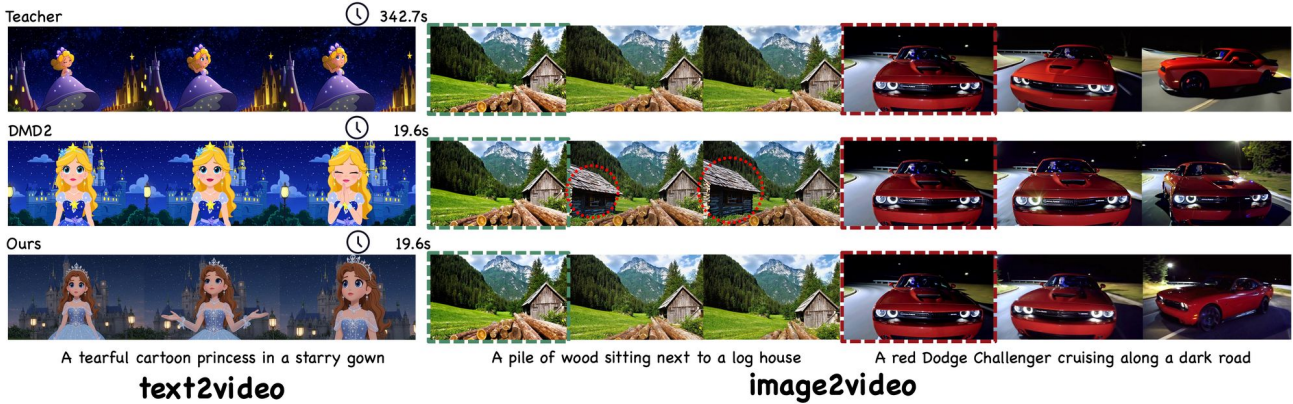 Teacher
342.7s
DMD2
19.6s
Ours
19.6s
A tearful cartoon princess in a starry gown
A pile of wood sitting next to a log house
A red Dodge Challenger cruising along a dark road
text2video
image2video